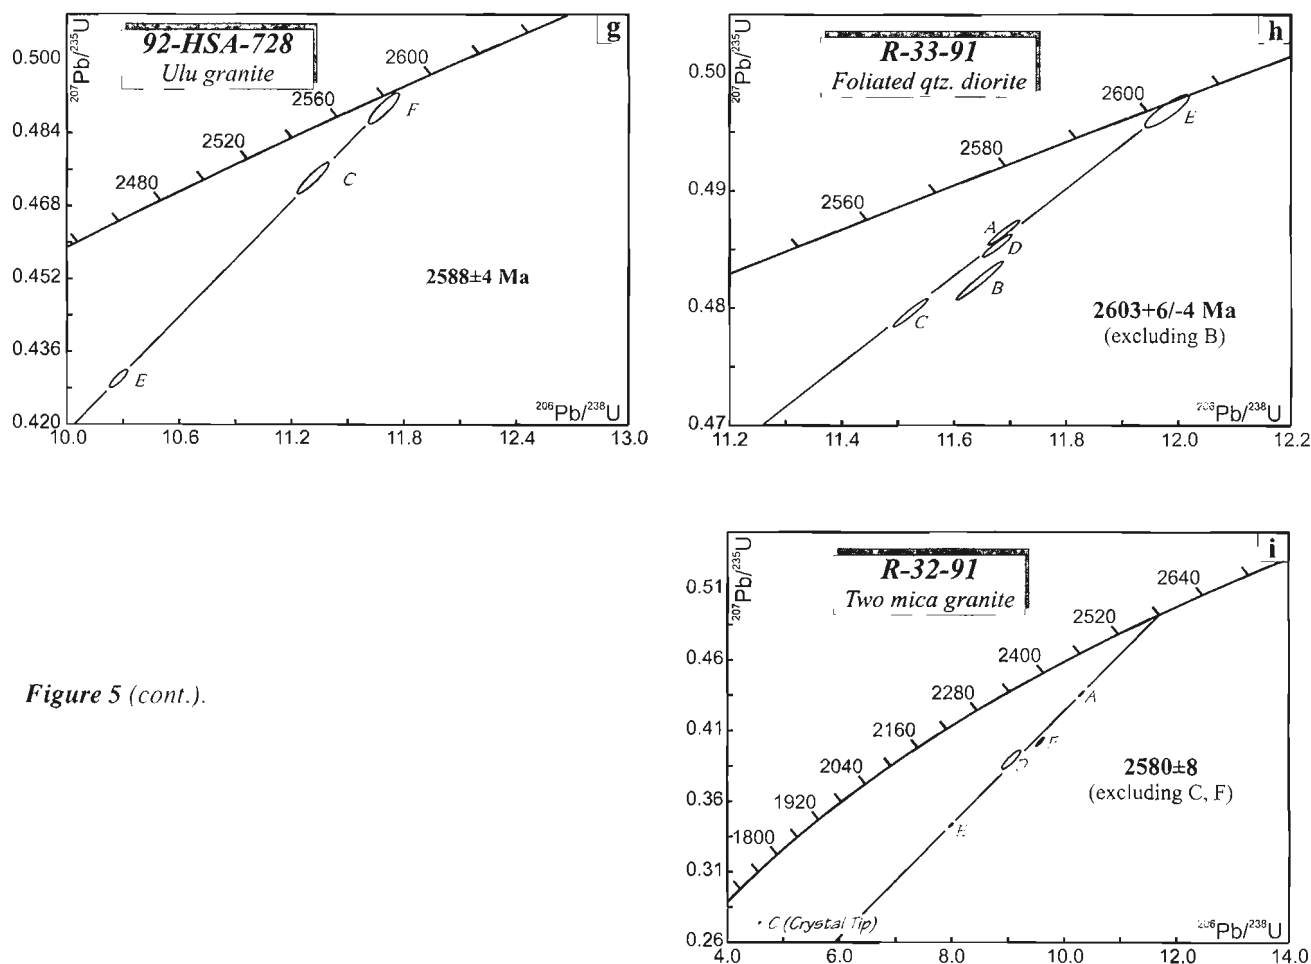 g
92-HSA-728
Ulu granite
207Pb/235U
0.500
0.484
0.468
0.452
0.436
0.420
2480
2520
2560
2600
F
C
E
2588±4 Ma
206Pb/238U
10.0 10.6 11.2 11.8 12.4 13.0
h
R-33-91
Foliated qtz. diorite
207Pb/235U
0.50
0.49
0.48
0.47
2560
2580
2600
E
A
D
B
C
2603+6/-4 Ma
(excluding B)
206Pb/238U
11.2 11.4 11.6 11.8 12.0 12.2
Figure 5 (cont.).
i
R-32-91
Two mica granite
207Pb/235U
0.51
0.46
0.41
0.36
0.31
0.26
1800
1920
2040
2160
2280
2400
2520
2640
A
E
C (Crystal Tip)
2580±8
(excluding C, F)
206Pb/238U
4.0 6.0 8.0 10.0 12.0 14.0